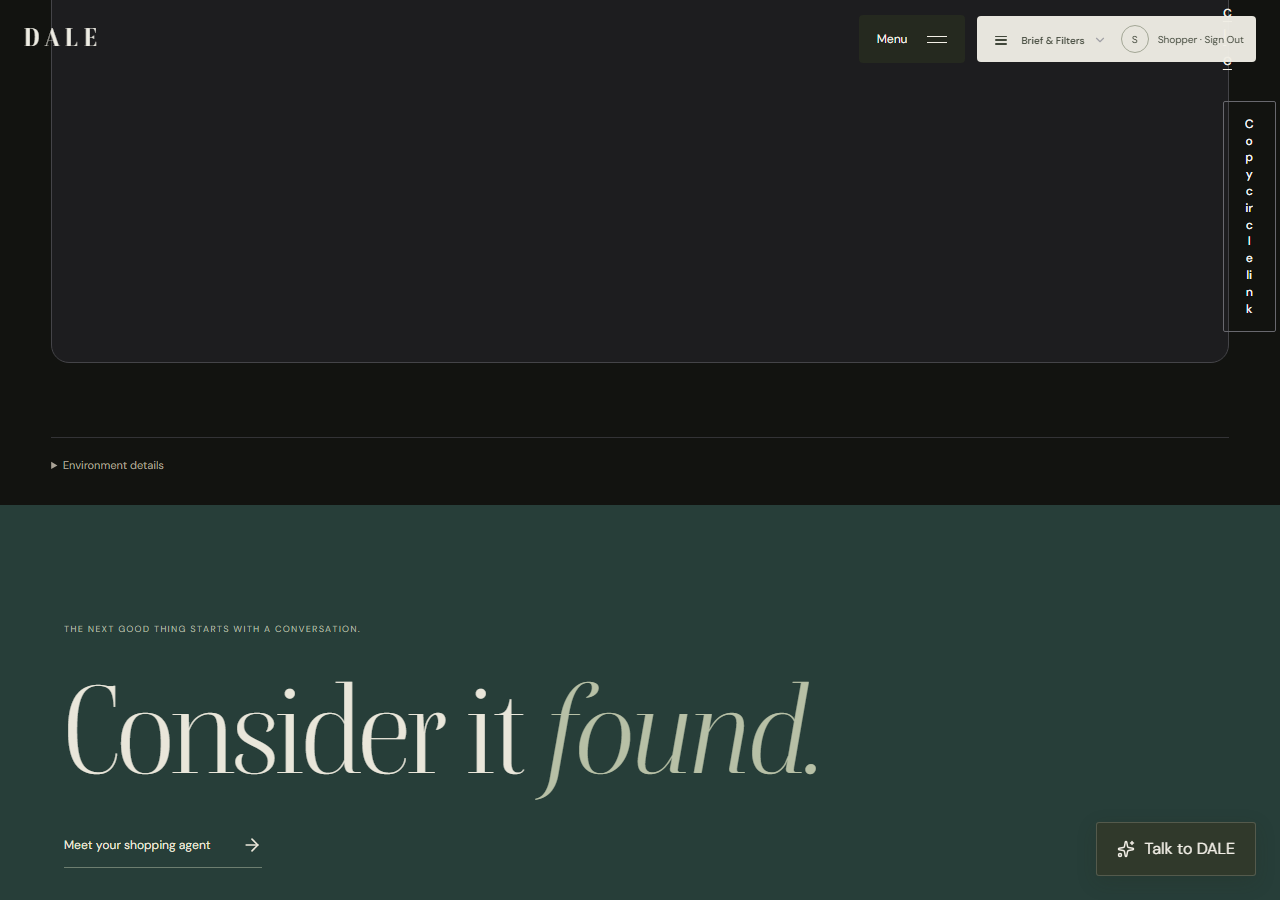 DALE
Menu
Brief & Filters
S
Shopper · Sign Out
C
o
p
y
c
ir
c
l
e
li
n
k
Environment details
THE NEXT GOOD THING STARTS WITH A CONVERSATION.
Consider it found.
Meet your shopping agent
Talk to DALE